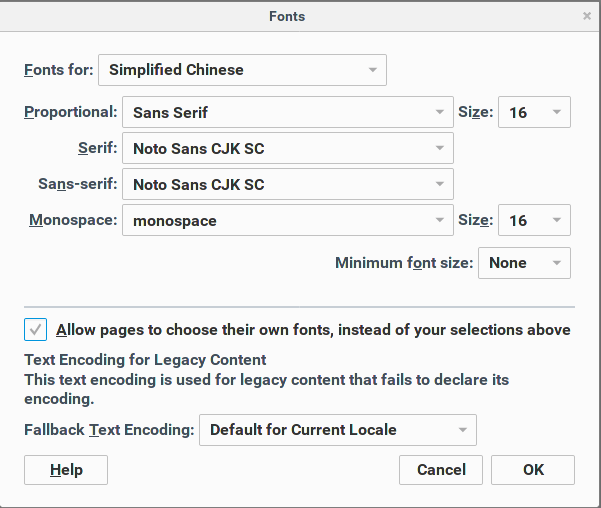 Fonts
Fonts for: Simplified Chinese
Proportional: Sans Serif Size: 16
Serif: Noto Sans CJK SC
Sans-serif: Noto Sans CJK SC
Monospace: monospace Size: 16
Minimum font size: None
Allow pages to choose their own fonts, instead of your selections above
Text Encoding for Legacy Content
This text encoding is used for legacy content that fails to declare its
encoding.
Fallback Text Encoding: Default for Current Locale
Help Cancel OK